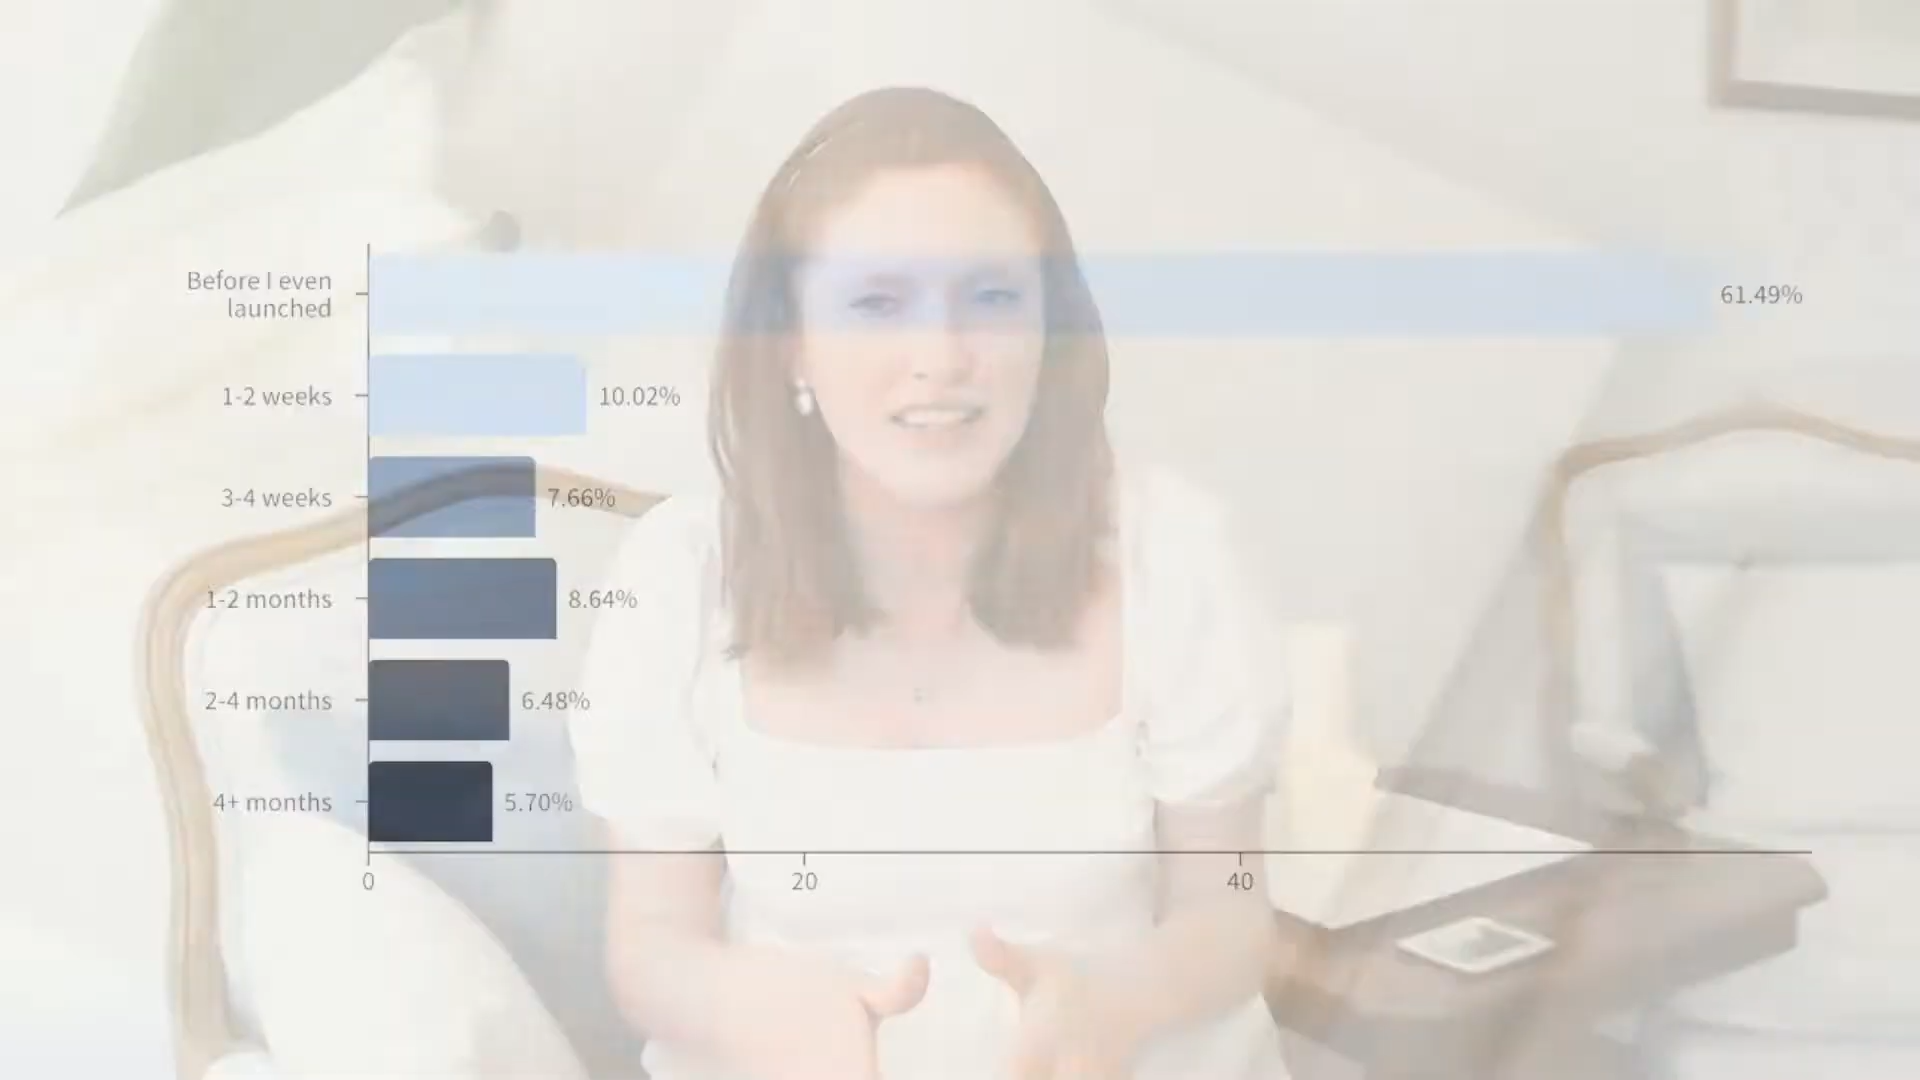 Before I even
launched
61.49%
1-2 weeks
10.02%
3-4 weeks
7.66%
1-2 months
8.64%
2-4 months
6.48%
4+ months
5.70%
0
20
40